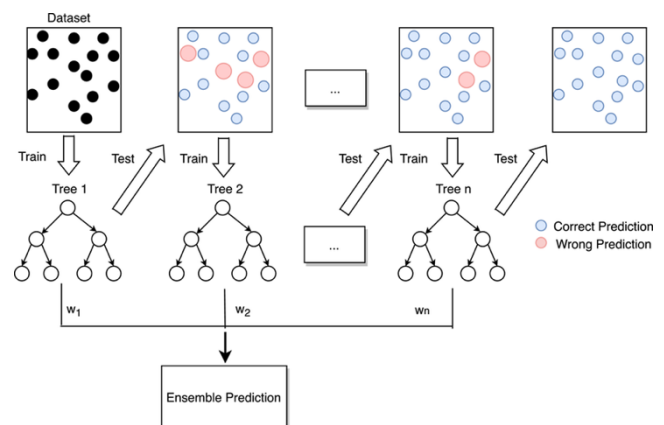 Dataset
...
Train
Test
Train
Test
Train
Test
Tree 1
Tree 2
Tree n
...
Correct Prediction
Wrong Prediction
w1
w2
wn
Ensemble Prediction